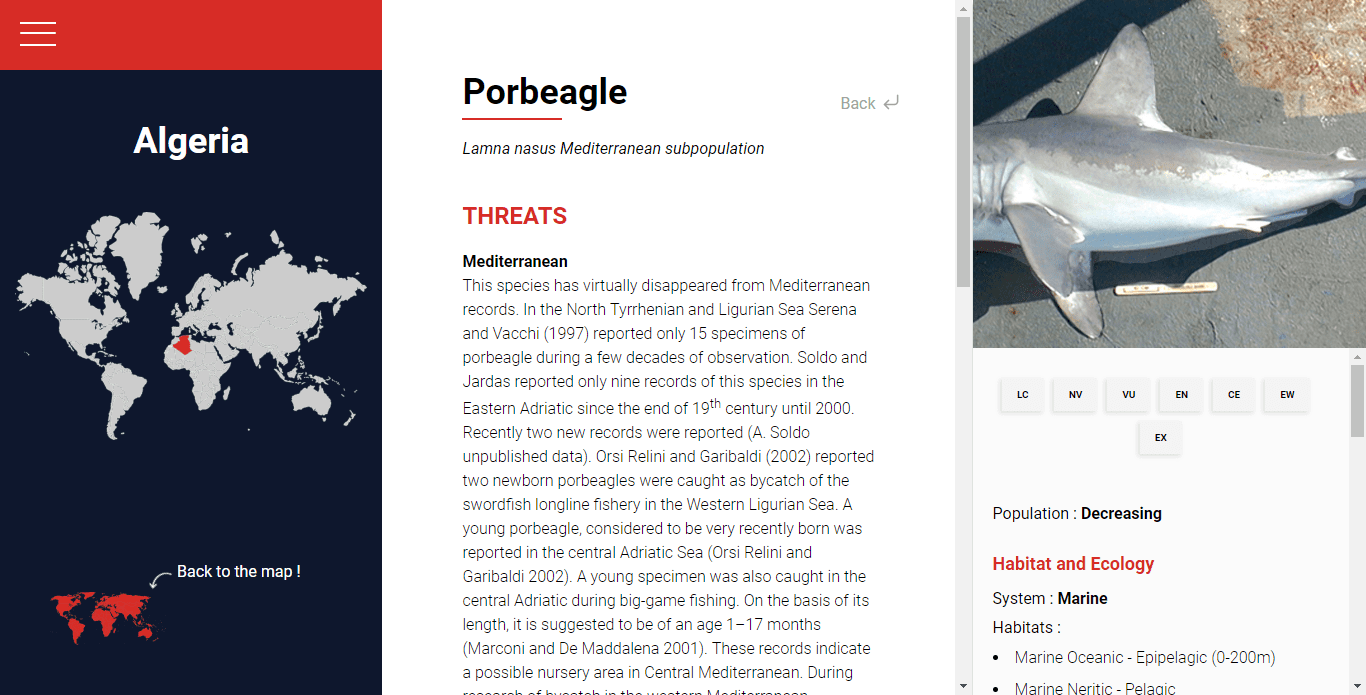 Algeria
Back to the map !
Porbeagle
Back
Lamna nasus Mediterranean subpopulation
THREATS
Mediterranean
This species has virtually disappeared from Mediterranean
records. In the North Tyrrhenian and Ligurian Sea Serena
and Vacchi (1997) reported only 15 specimens of
porbeagle during a few decades of observation. Soldo and
Jardas reported only nine records of this species in the
Eastern Adriatic since the end of 19th century until 2000.
Recently two new records were reported (A. Soldo
unpublished data). Orsi Relini and Garibaldi (2002) reported
two newborn porbeagles were caught as bycatch of the
swordfish longline fishery in the Western Ligurian Sea. A
young porbeagle, considered to be very recently born was
reported in the central Adriatic Sea (Orsi Relini and
Garibaldi 2002). A young specimen was also caught in the
central Adriatic during big-game fishing. On the basis of its
length, it is suggested to be of an age 1–17 months
(Marconi and De Maddalena 2001). These records indicate
a possible nursery area in Central Mediterranean. During
research of bycatch in the western Mediterranean
LC NV VU EN CE EW
EX
Population : Decreasing
Habitat and Ecology
System : Marine
Habitats :
• Marine Oceanic - Epipelagic (0-200m)
• Marine Neritic - Pelagic